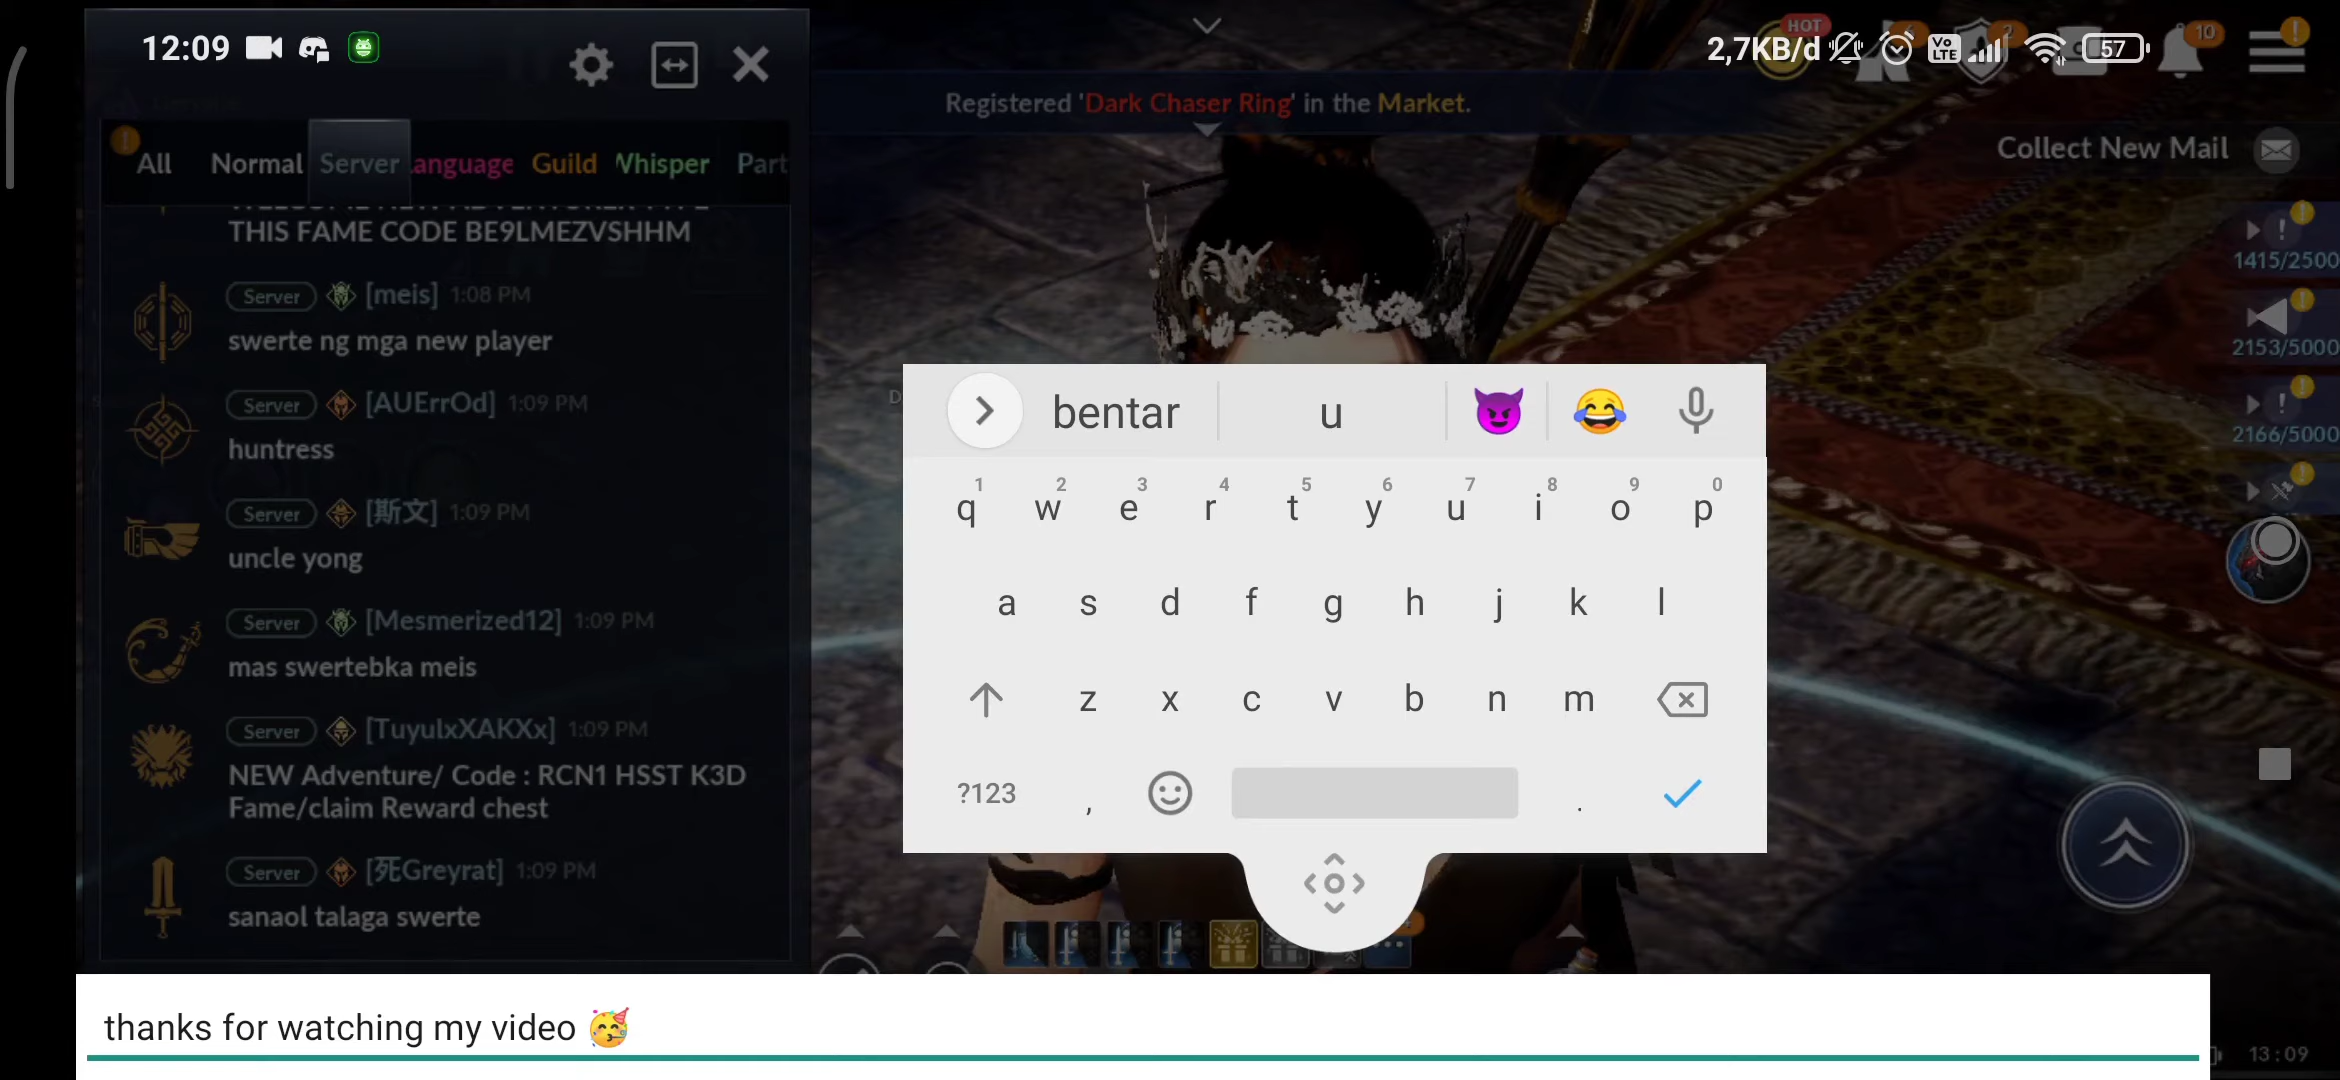 12:09
2,7KB/d
Vo LTE
57
HOT
6
2
10
Registered 'Dark Chaser Ring' in the Market.
Collect New Mail
All Normal Server anguage Guild Whisper Part
THIS FAME CODE BE9LMEZVSHHM
Server [meis] 1:08 PM
swerte ng mga new player
Server [AUErrOd] 1:09 PM
huntress
Server [斯文] 1:09 PM
uncle yong
Server [Mesmerized12] 1:09 PM
mas swertebka meis
Server [TuyulxXAKXx] 1:09 PM
NEW Adventure/ Code : RCN1 HSST K3D
Fame/claim Reward chest
Server [死Greyrat] 1:09 PM
sanaol talaga swerte
1415/2500
2153/5000
2166/5000
bentar u 😈 😂
1 2 3 4 5 6 7 8 9 0
q w e r t y u i o p
a s d f g h j k l
z x c v b n m
?123 , .
thanks for watching my video 🥳
13:09